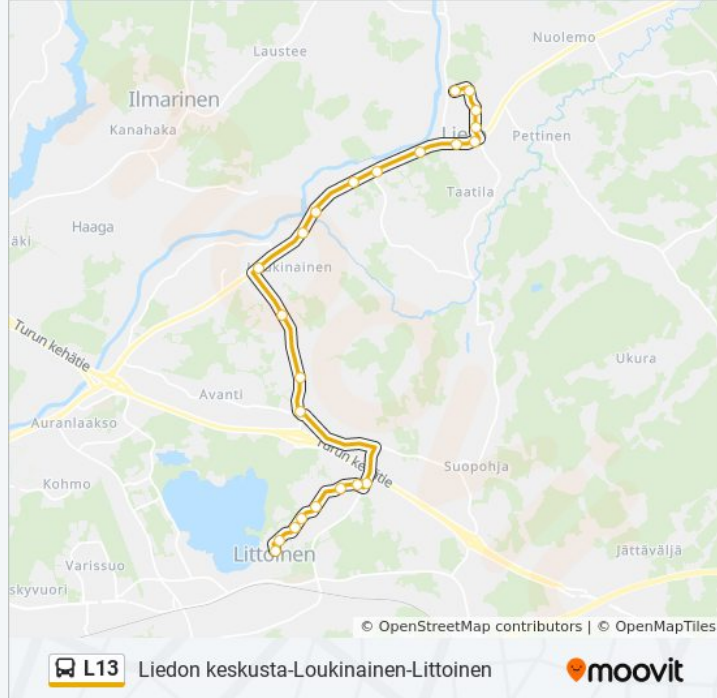 Nuolemo
Laustee
Ilmarinen
Kanahaka
Pettinen
Taatila
Haaga
äki
Loukinainen
Turun kehätie
Ukura
Avanti
Auranlaakso
Turun kehätie
Suopohja
Kohmo
Littoinen
Jättäväljä
Varissuo
skyvuori
© OpenStreetMap contributors | © OpenMapTiles
L13 Liedon keskusta-Loukinainen-Littoinen moovit